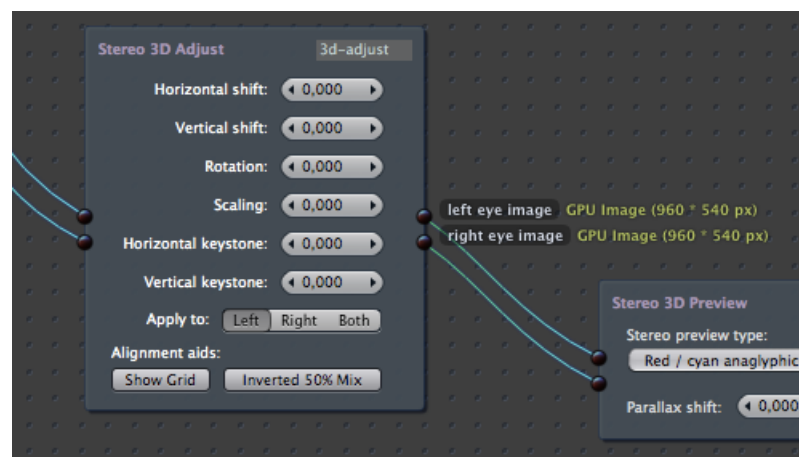 Stereo 3D Adjust 3d-adjust
Horizontal shift: 0,000
Vertical shift: 0,000
Rotation: 0,000
Scaling: 0,000
left eye image GPU Image (960 * 540 px)
right eye image GPU Image (960 * 540 px)
Horizontal keystone: 0,000
Vertical keystone: 0,000
Apply to: Left Right Both
Alignment aids:
Show Grid Inverted 50% Mix
Stereo 3D Preview
Stereo preview type:
Red / cyan anaglyphic
Parallax shift: 0,000